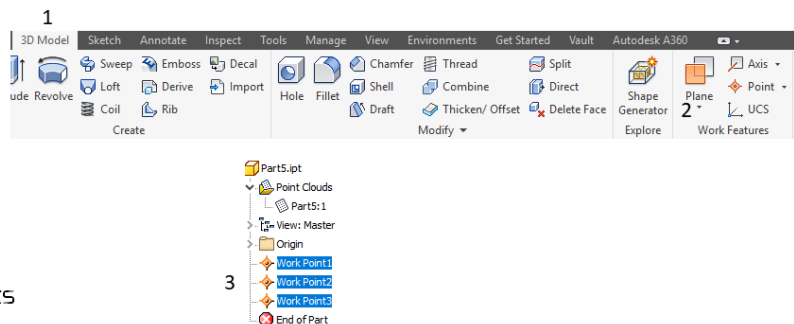 1
3D Model Sketch Annotate Inspect Tools Manage View Environments Get Started Vault Autodesk A360
Sweep Emboss Decal Chamfer Thread Split Axis
ude Revolve Loft Derive Import Hole Fillet Shell Combine Direct Shape Generator Plane Point
Coil Rib Draft Thicken/ Offset Delete Face 2 UCS
Create Modify Explore Work Features
Part5.ipt
Point Clouds
Part5:1
View: Master
Origin
Work Point1
3 Work Point2
Work Point3
End of Part